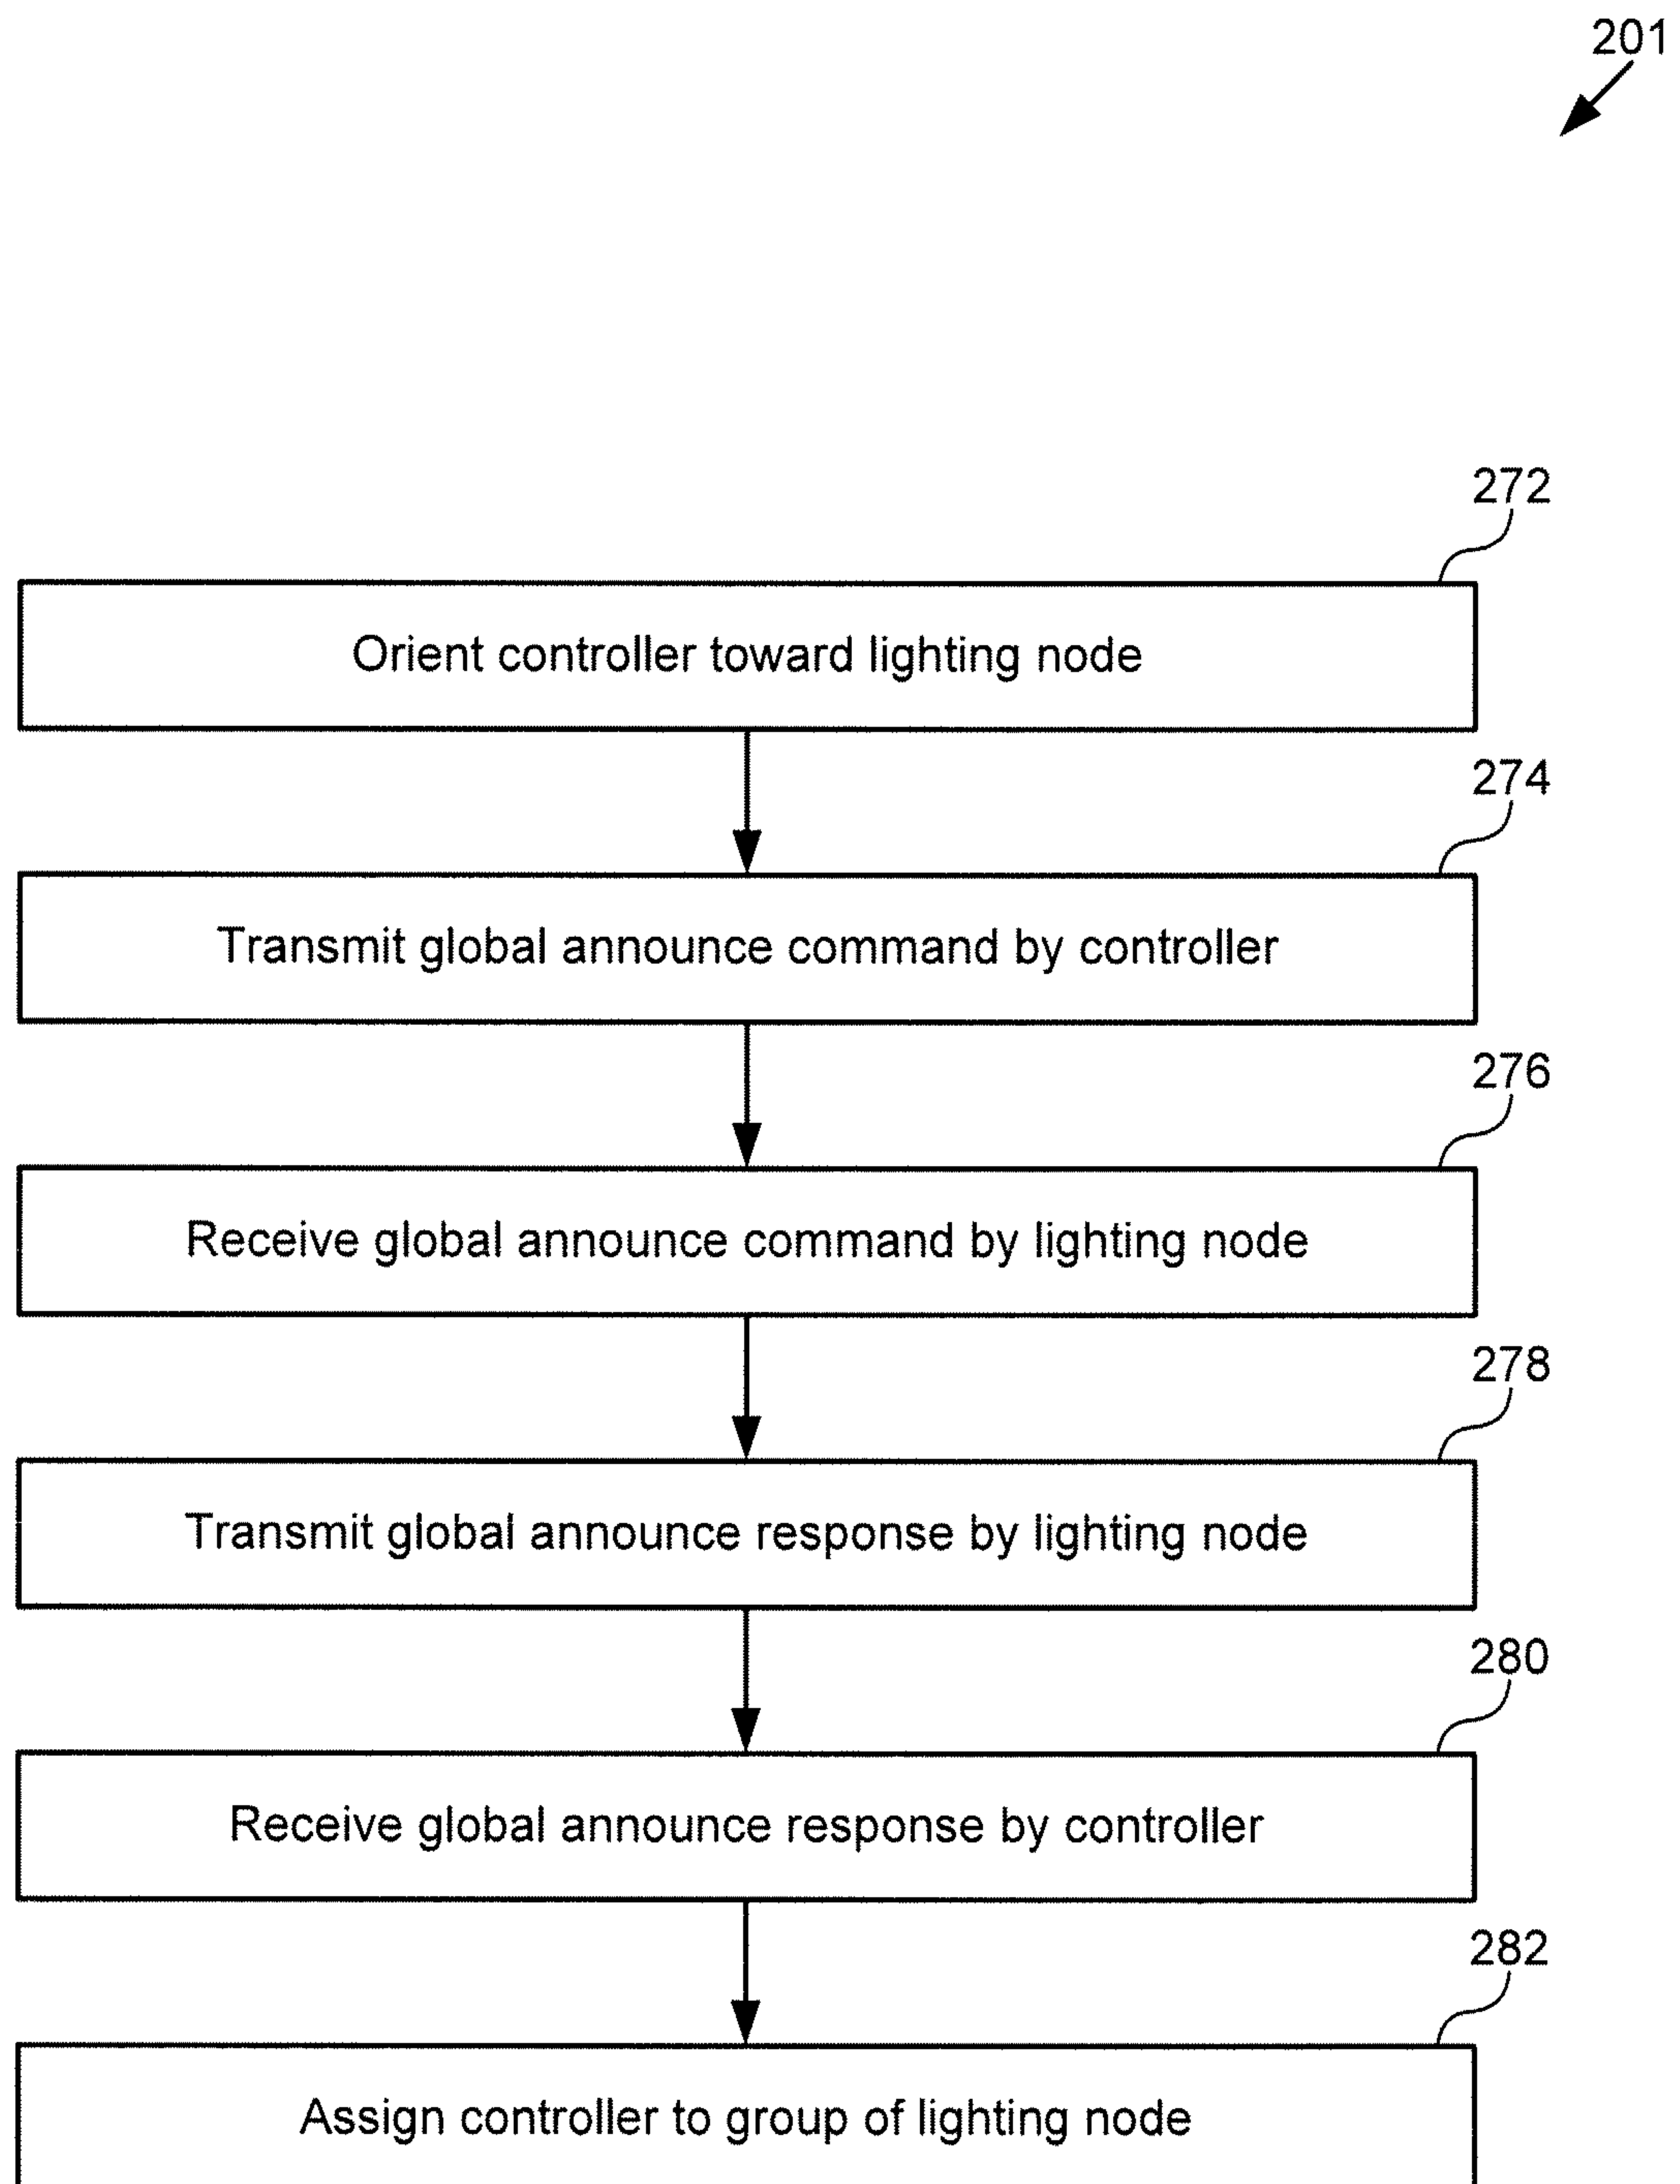 201
272
Orient controller toward lighting node
274
Transmit global announce command by controller
276
Receive global announce command by lighting node
278
Transmit global announce response by lighting node
280
Receive global announce response by controller
282
Assign controller to group of lighting node